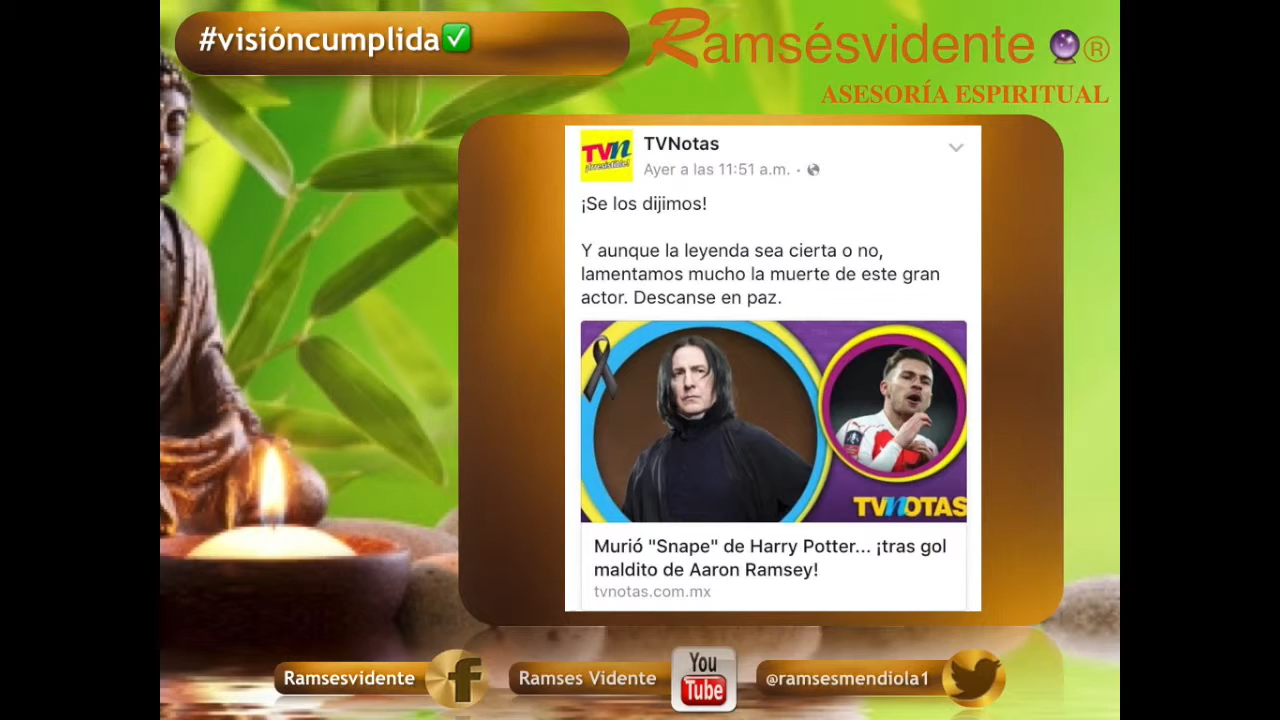 #visióncumplida✅
Ramsésvidente 🔮®
ASESORÍA ESPIRITUAL
TVn
¡Irresistible!
TVNotas
Ayer a las 11:51 a.m. ·
¡Se los dijimos!
Y aunque la leyenda sea cierta o no,
lamentamos mucho la muerte de este gran
actor. Descanse en paz.
TVNOTAS
Murió "Snape" de Harry Potter... ¡tras gol
maldito de Aaron Ramsey!
tvnotas.com.mx
Ramsesvidente
Ramses Vidente
You
Tube
@ramsesmendiola1